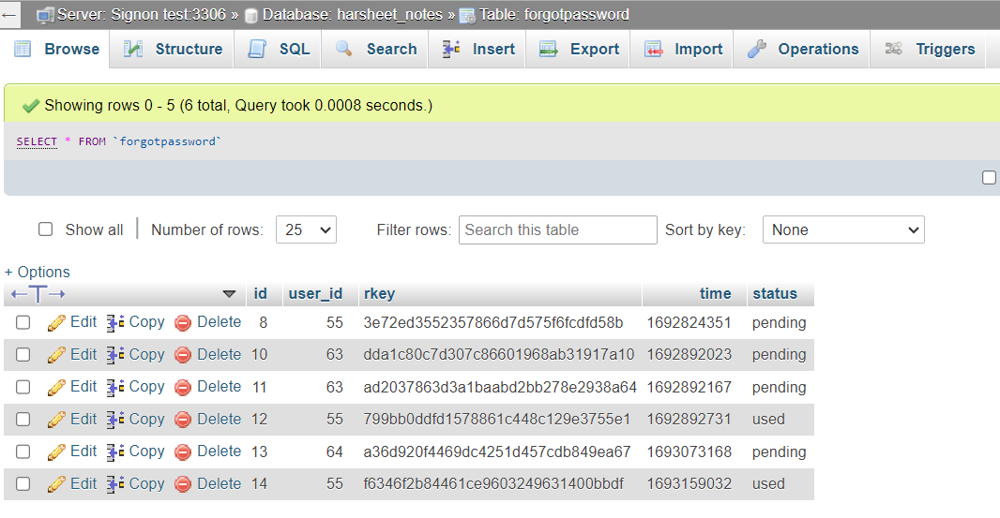 ← Server: Signon test:3306 » Database: harsheet_notes » Table: forgotpassword
Browse Structure SQL Search Insert Export Import Operations Triggers
Showing rows 0 - 5 (6 total, Query took 0.0008 seconds.)
SELECT * FROM `forgotpassword`
Show all | Number of rows: 25 Filter rows: Search this table Sort by key: None
+ Options
←T→ id user_id rkey time status
Edit Copy Delete 8 55 3e72ed3552357866d7d575f6fcdfd58b 1692824351 pending
Edit Copy Delete 10 63 dda1c80c7d307c86601968ab31917a10 1692892023 pending
Edit Copy Delete 11 63 ad2037863d3a1baabd2bb278e2938a64 1692892167 pending
Edit Copy Delete 12 55 799bb0ddfd1578861c448c129e3755e1 1692892731 used
Edit Copy Delete 13 64 a36d920f4469dc4251d457cdb849ea67 1693073168 pending
Edit Copy Delete 14 55 f6346f2b84461ce9603249631400bbdf 1693159032 used